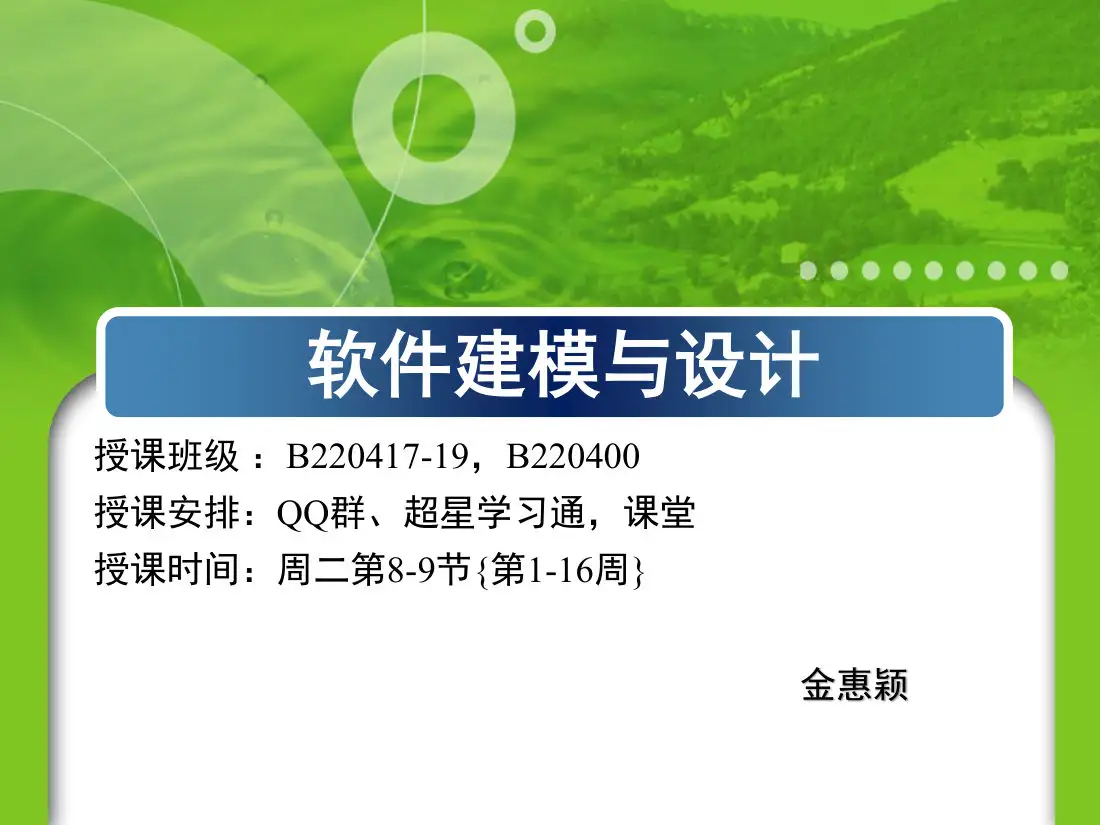 软件建模与设计
授课班级 ：B220417-19，B220400
授课安排：QQ群、超星学习通，课堂
授课时间：周二第8-9节{第1-16周}
金惠颖